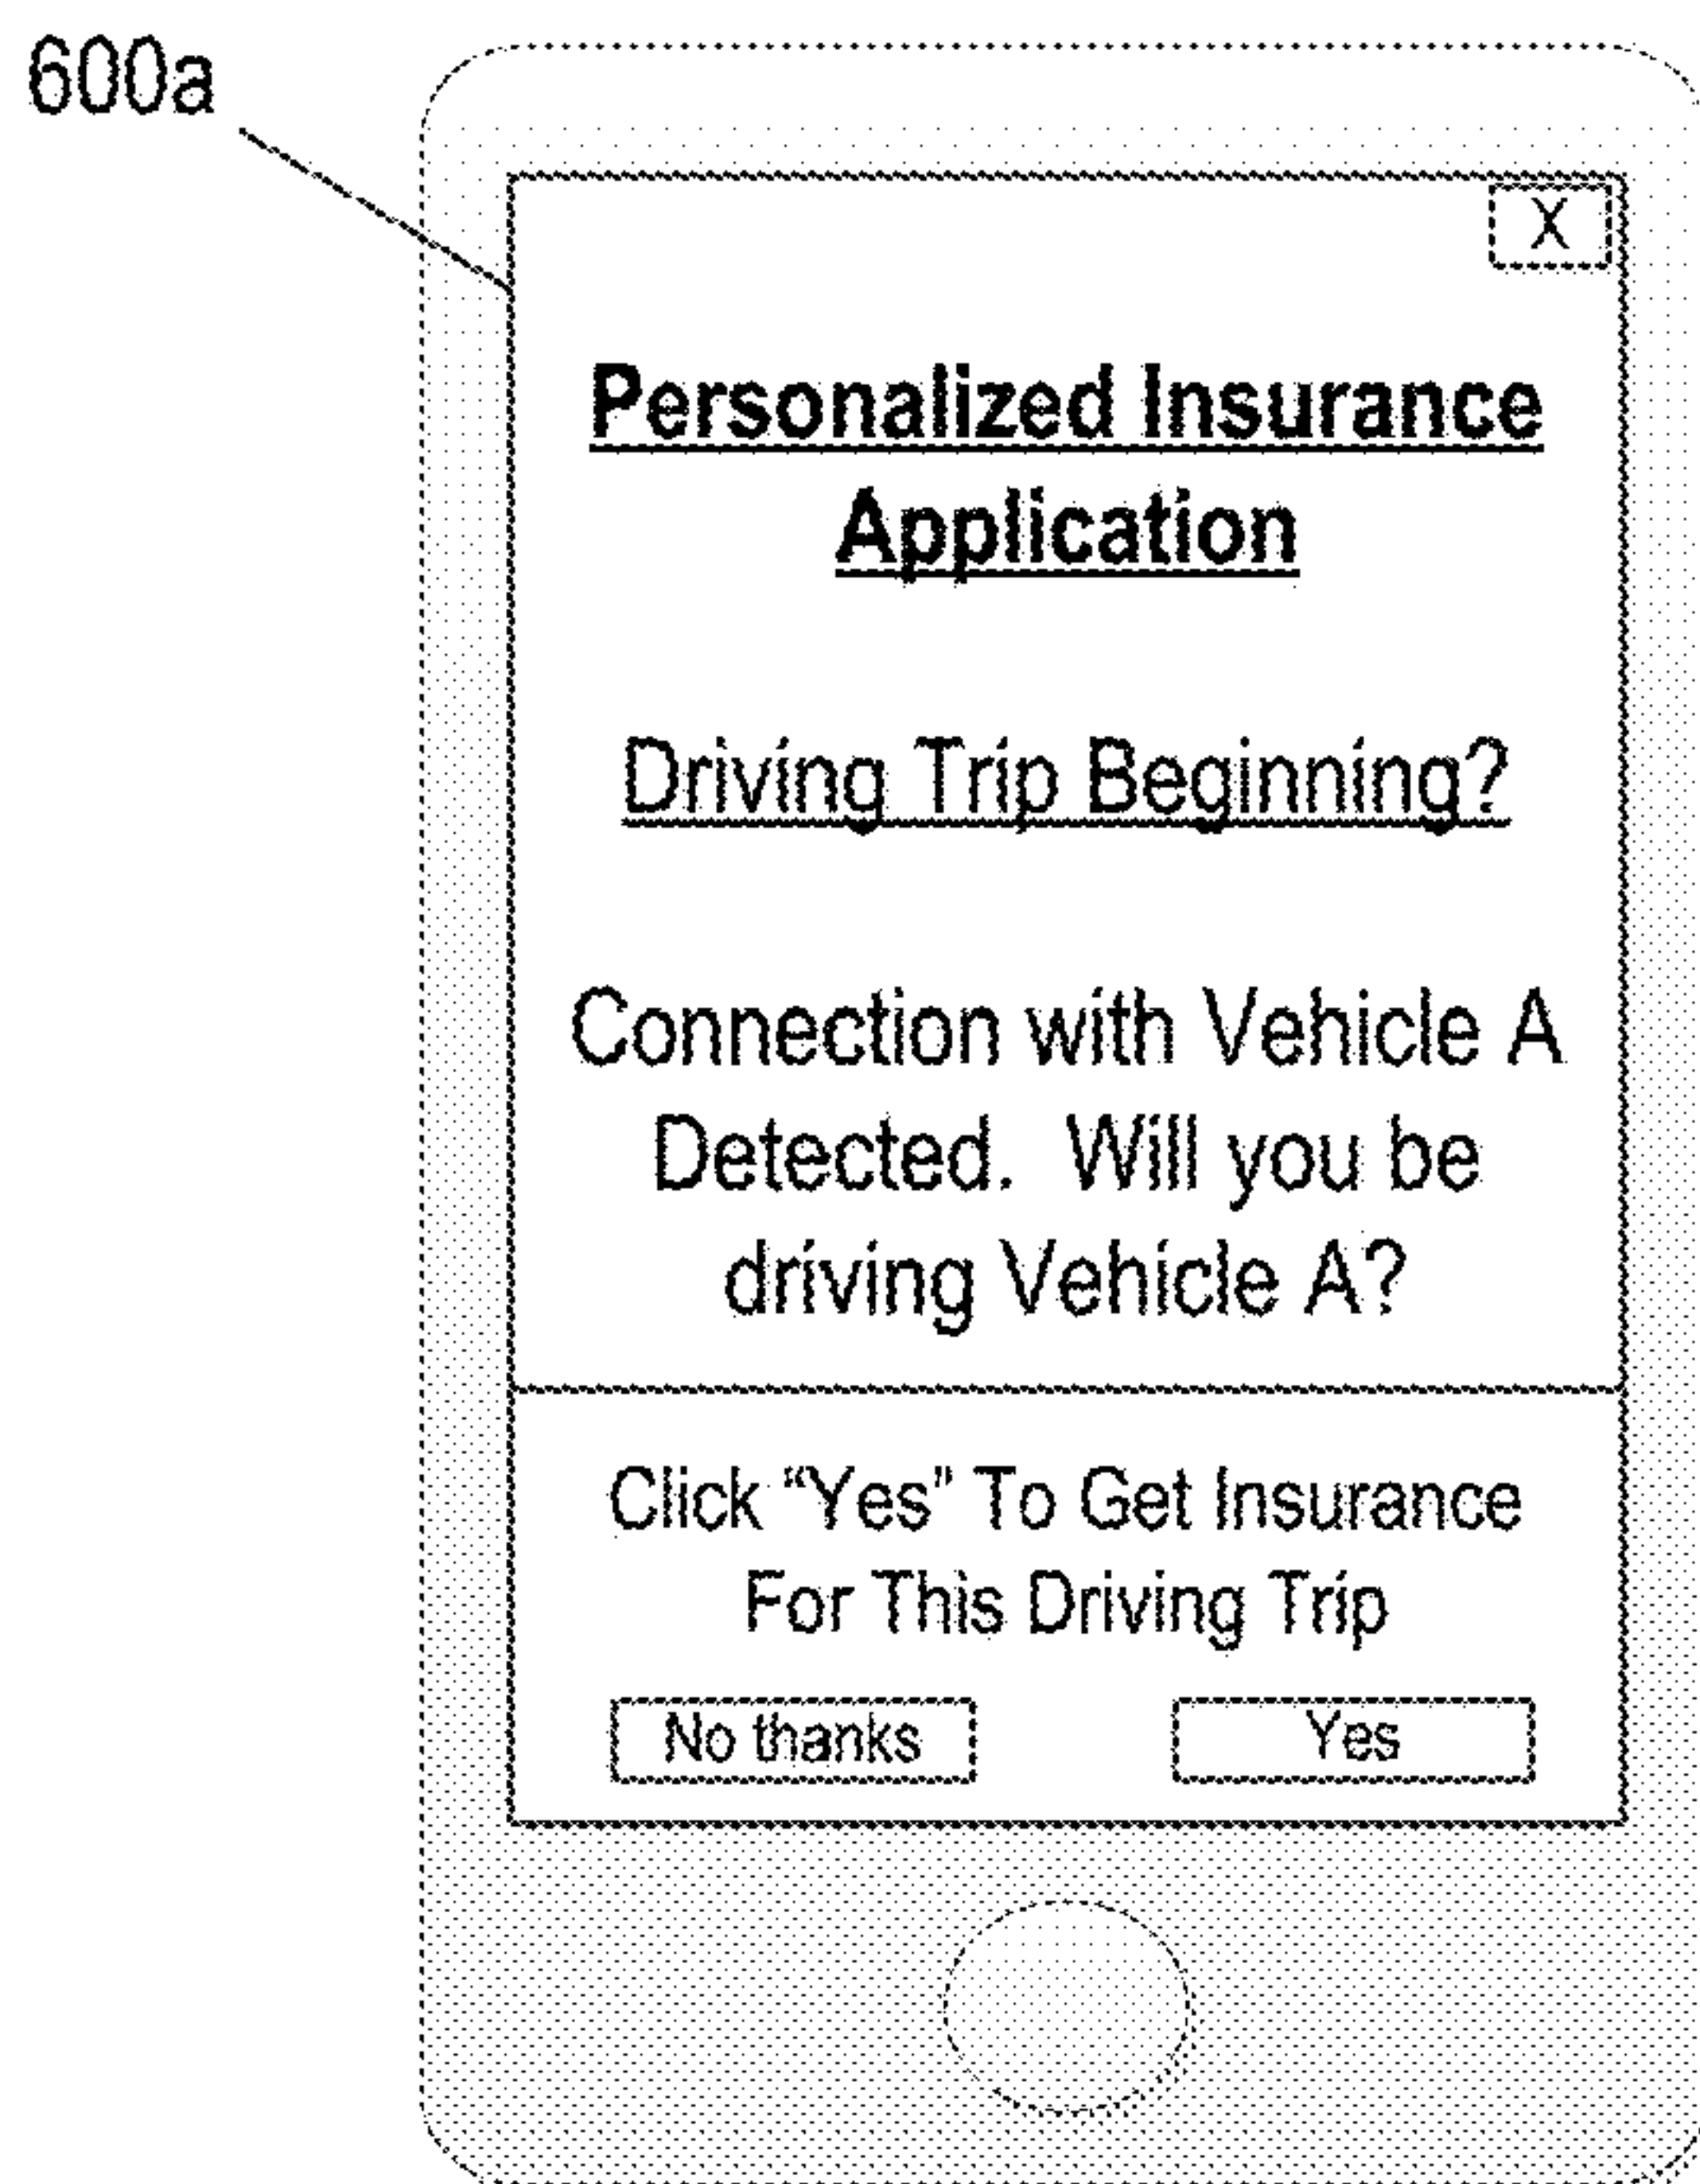 600a
X
Personalized Insurance
Application
Driving Trip Beginning?
Connection with Vehicle A
Detected.  Will you be
driving Vehicle A?
Click “Yes” To Get Insurance
For This Driving Trip
No thanks
Yes